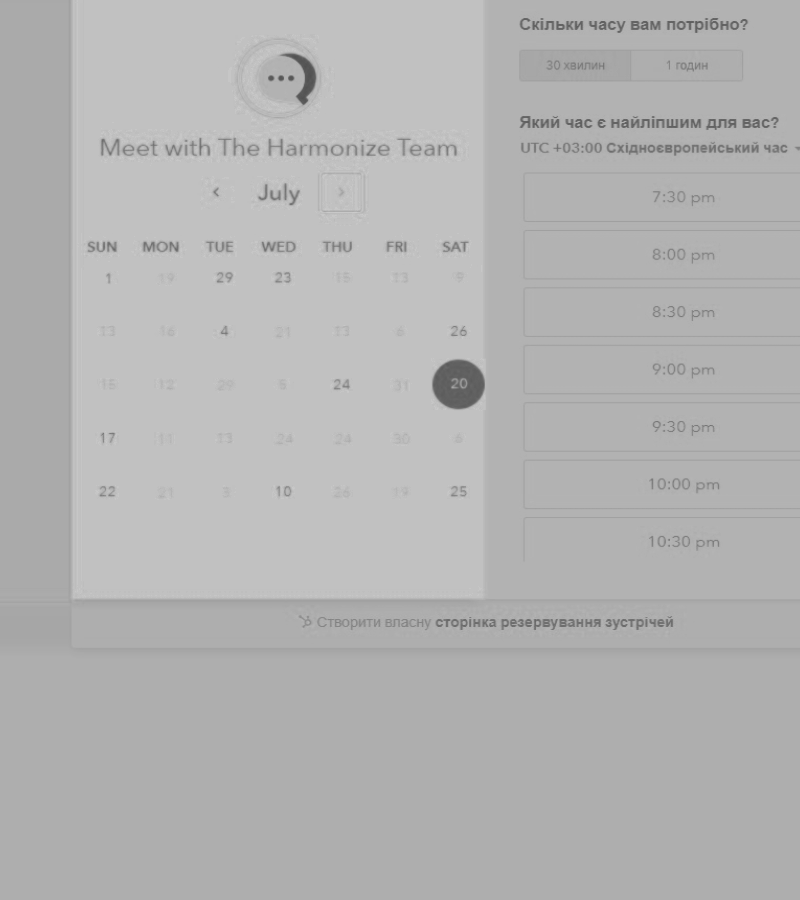 Meet with The Harmonize Team
July
SUN MON TUE WED THU FRI SAT
1 19 29 23 15 13 9
13 16 4 21 13 6 26
15 12 29 5 24 31 20
17 11 13 24 24 30 6
22 21 3 10 26 19 25
Скільки часу вам потрібно?
30 хвилин 1 годин
Який час є найліпшим для вас?
UTC +03:00 Східноєвропейський час
7:30 pm
8:00 pm
8:30 pm
9:00 pm
9:30 pm
10:00 pm
10:30 pm
Створити власну сторінка резервування зустрічей